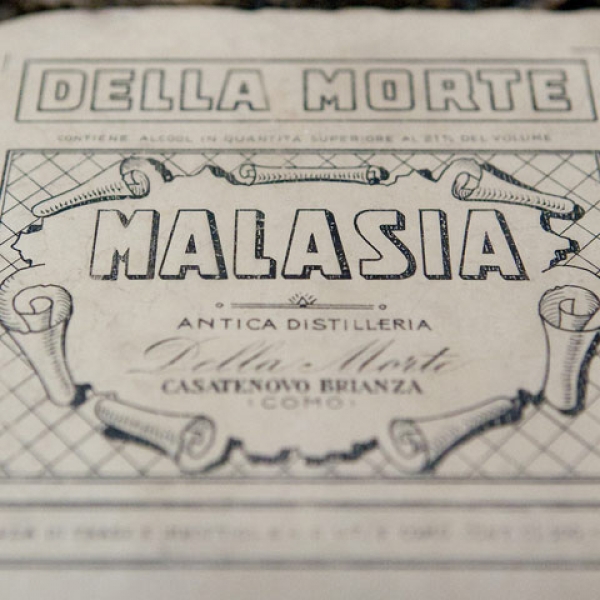 DELLA MORTE
CONTIENE ALCOOL IN QUANTITÀ SUPERIORE AL 21% DEL VOLUME
MALASIA
ANTICA DISTILLERIA
Della Morte
CASATENOVO BRIANZA
(COMO)